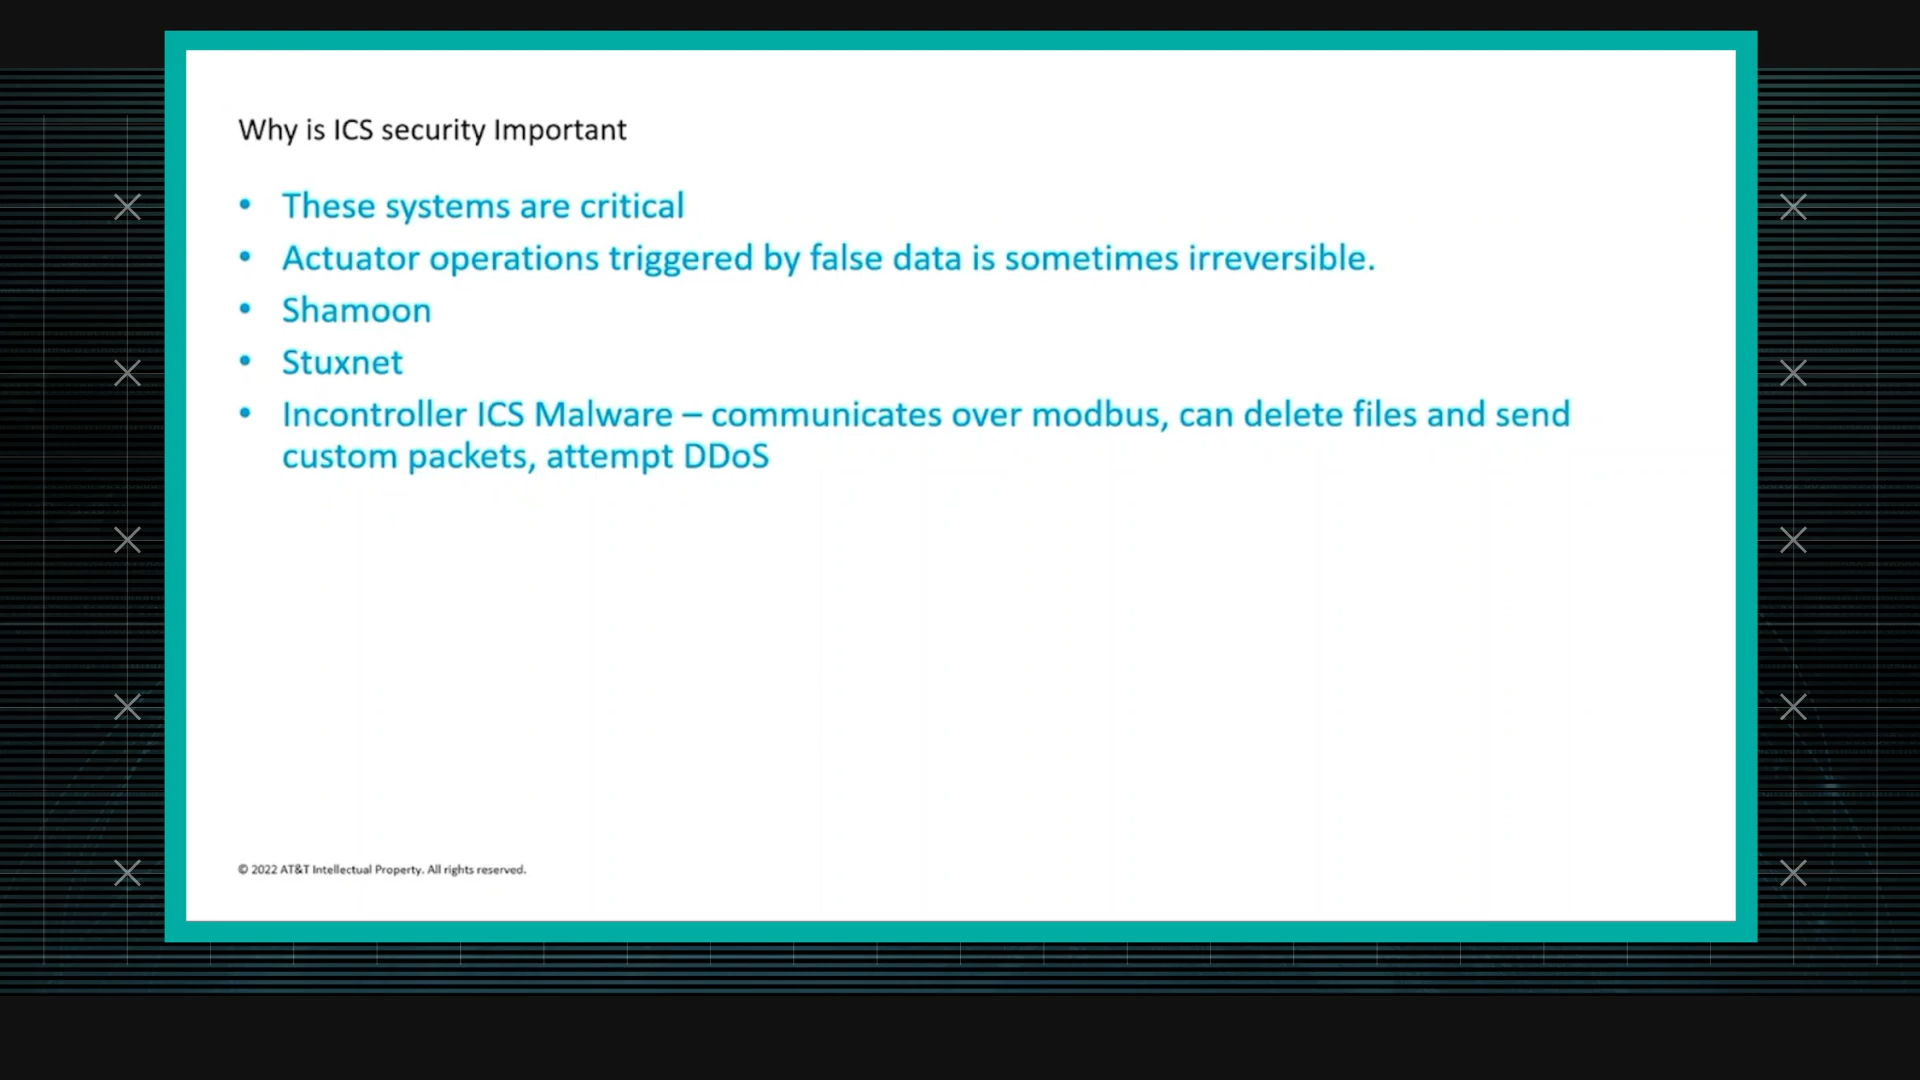 Why is ICS security Important
• These systems are critical
• Actuator operations triggered by false data is sometimes irreversible.
• Shamoon
• Stuxnet
• Incontroller ICS Malware – communicates over modbus, can delete files and send
custom packets, attempt DDoS
© 2022 AT&T Intellectual Property. All rights reserved.